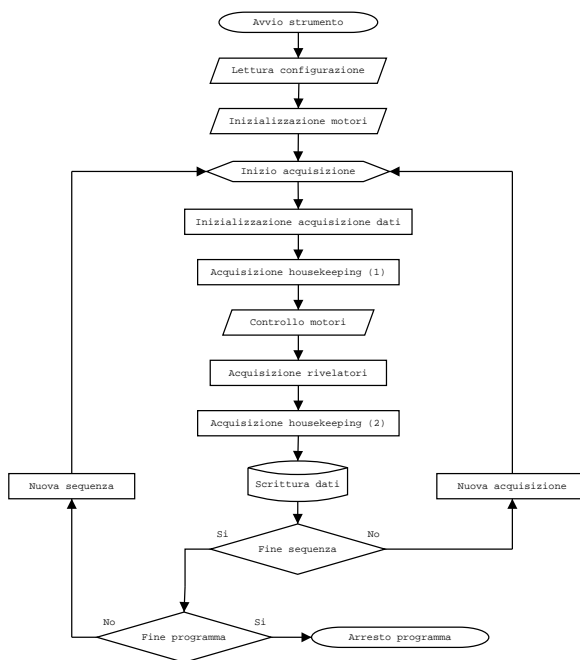 Avvio strumento
Lettura configurazione
Inizializzazione motori
Inizio acquisizione
Inizializzazione acquisizione dati
Acquisizione housekeeping (1)
Controllo motori
Acquisizione rivelatori
Acquisizione housekeeping (2)
Nuova sequenza
Scrittura dati
Nuova acquisizione
Si
No
Fine sequenza
No
Si
Fine programma
Arresto programma